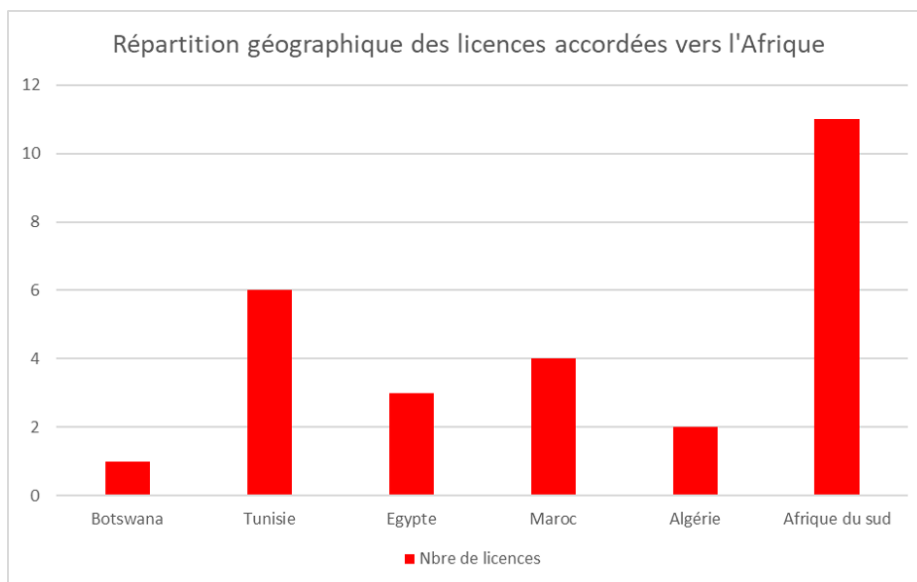 Répartition géographique des licences accordées vers l'Afrique
12
10
8
6
4
2
0
Botswana Tunisie Egypte Maroc Algérie Afrique du sud
Nbre de licences